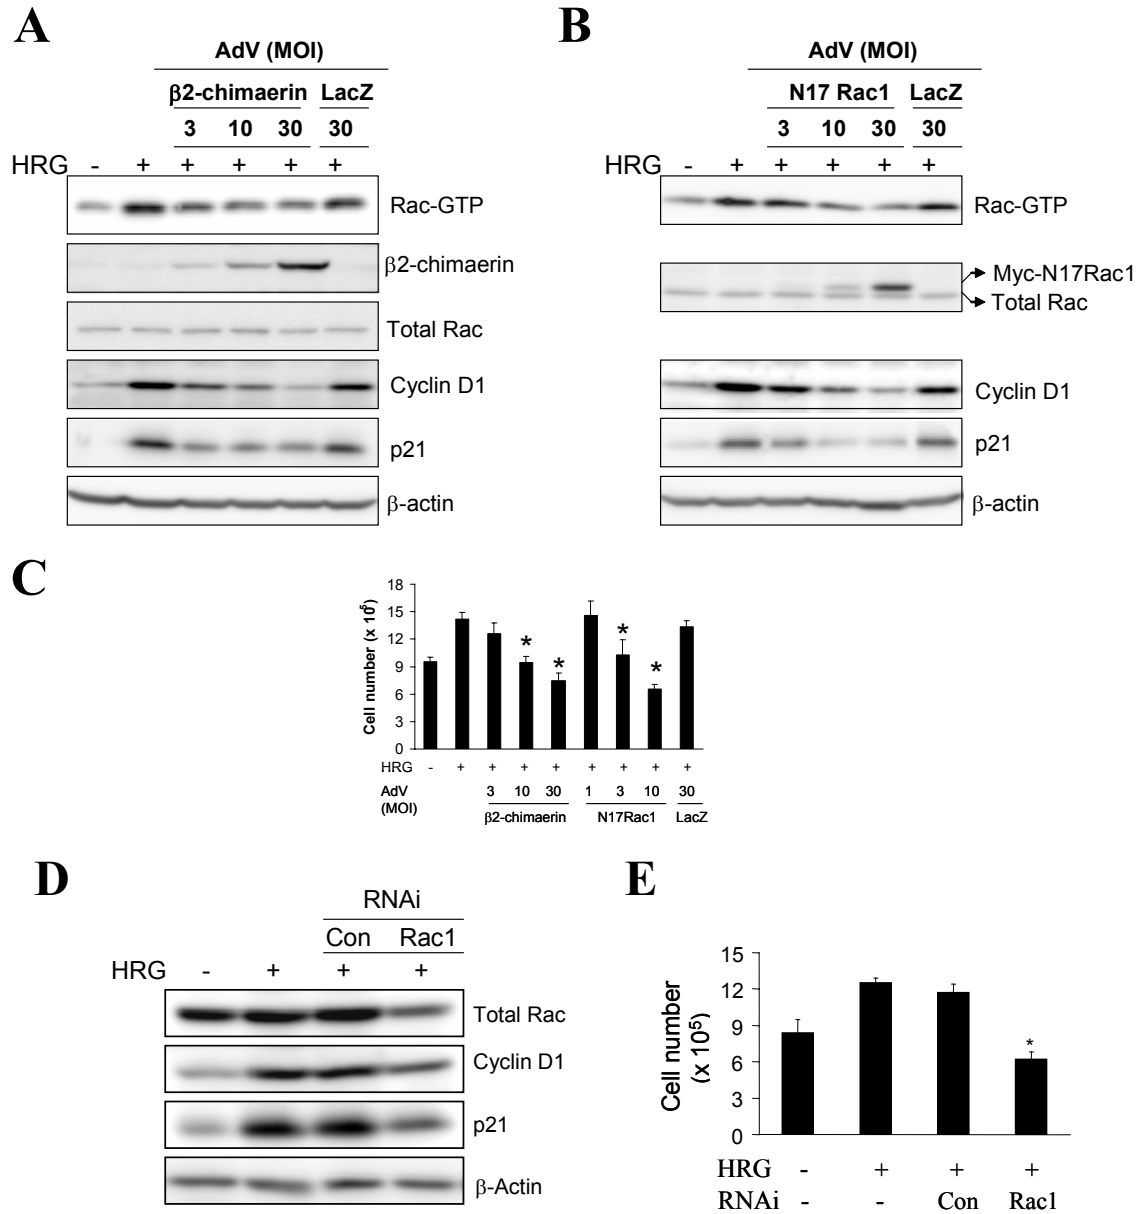 A
AdV (MOI)
β2-chimaerin LacZ
3 10 30 30
HRG - + + + + +
Rac-GTP
β2-chimaerin
Total Rac
Cyclin D1
p21
β-actin
B
AdV (MOI)
N17 Rac1 LacZ
3 10 30 30
HRG - + + + + +
Rac-GTP
Myc-N17Rac1
Total Rac
Cyclin D1
p21
β-actin
C
Cell number (x 10⁵)
18
15
12
9
6
3
0
* * * *
HRG - + + + + + + + +
AdV (MOI) 3 10 30 1 3 10 30
β2-chimaerin N17Rac1 LacZ
D
RNAi
Con Rac1
HRG - + + +
Total Rac
Cyclin D1
p21
β-Actin
E
Cell number
(x 10⁵)
15
12
9
6
3
0
*
HRG - + + +
RNAi - - Con Rac1